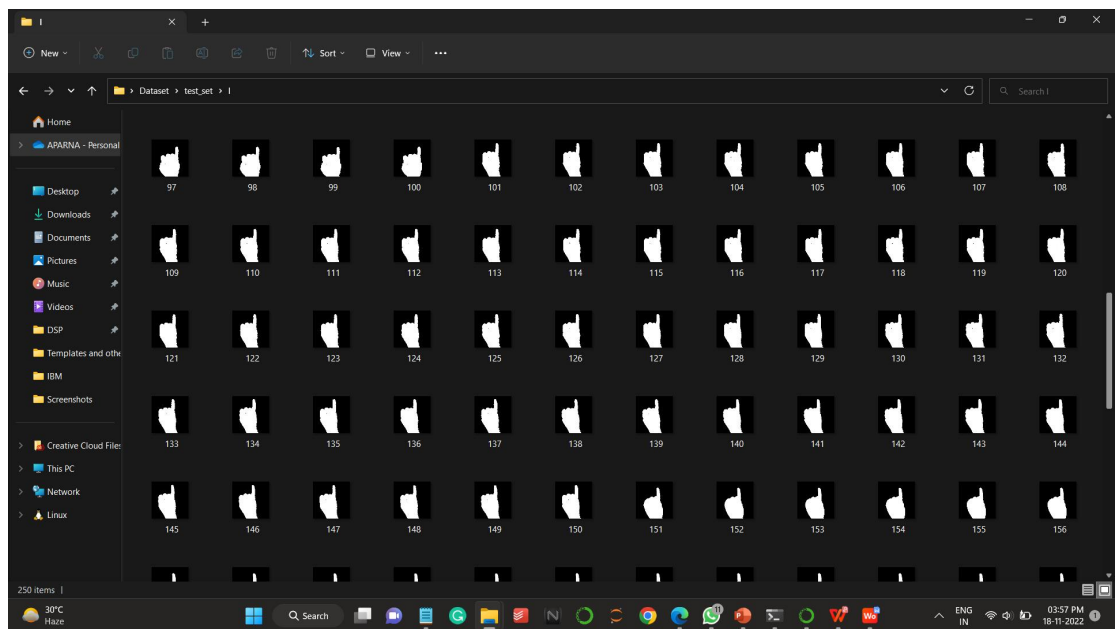 I
New
Sort
View
Dataset > test_set > I
Search I
Home
APARNA - Personal
Desktop
Downloads
Documents
Pictures
Music
Videos
DSP
Templates and othe
IBM
Screenshots
Creative Cloud Files
This PC
Network
Linux
97 98 99 100 101 102 103 104 105 106 107 108
109 110 111 112 113 114 115 116 117 118 119 120
121 122 123 124 125 126 127 128 129 130 131 132
133 134 135 136 137 138 139 140 141 142 143 144
145 146 147 148 149 150 151 152 153 154 155 156
250 items
30°C
Haze
Search
11
ENG
IN
03:57 PM
18-11-2022
1